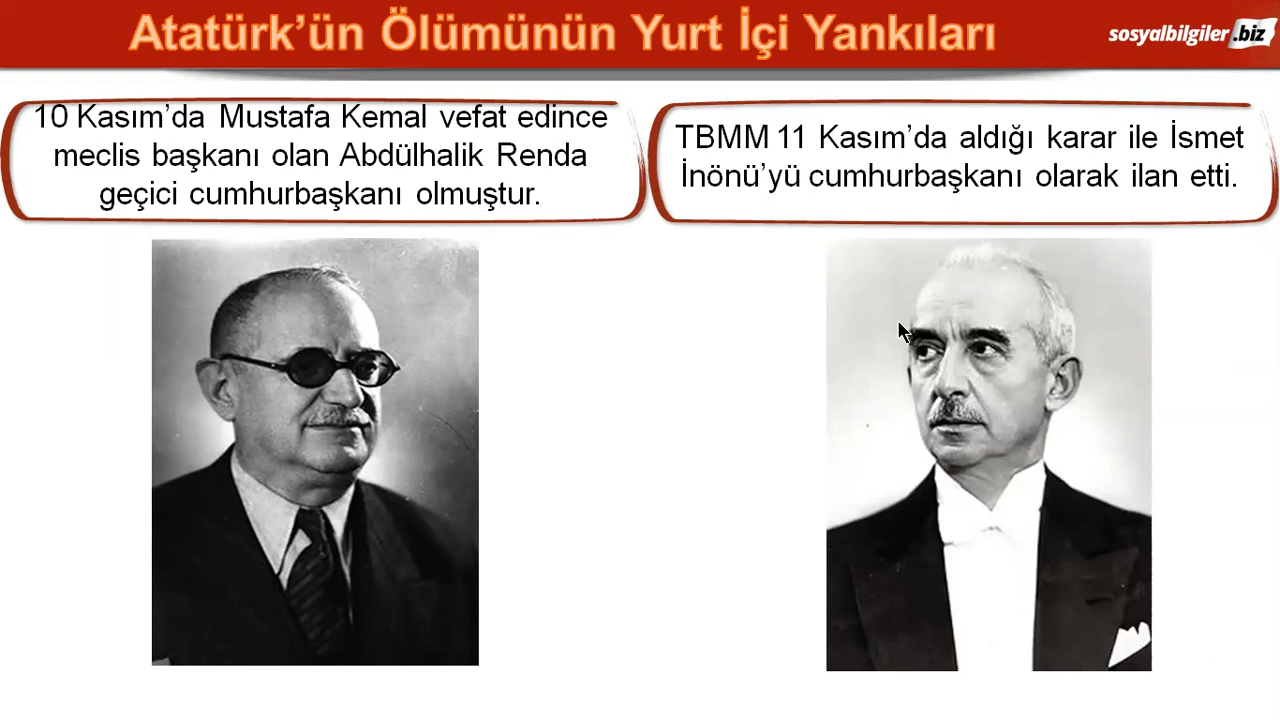 Atatürk’ün Ölümünün Yurt İçi Yankıları
sosyalbilgiler.biz
10 Kasım’da Mustafa Kemal vefat edince
meclis başkanı olan Abdülhalik Renda
geçici cumhurbaşkanı olmuştur.
TBMM 11 Kasım’da aldığı karar ile İsmet
İnönü’yü cumhurbaşkanı olarak ilan etti.